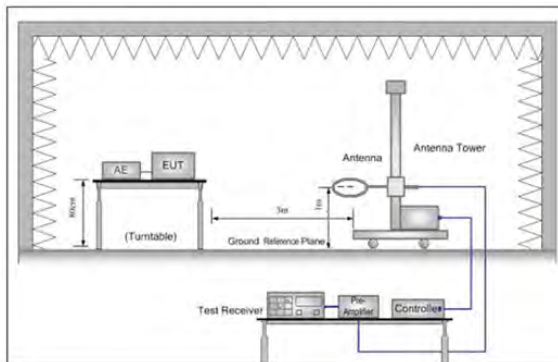 Antenna Tower
Antenna
EUT
AE
80cm
3m
1m
(Turntable)
Ground Reference Plane
Test Receiver
Pre-
Amplifier
Controller